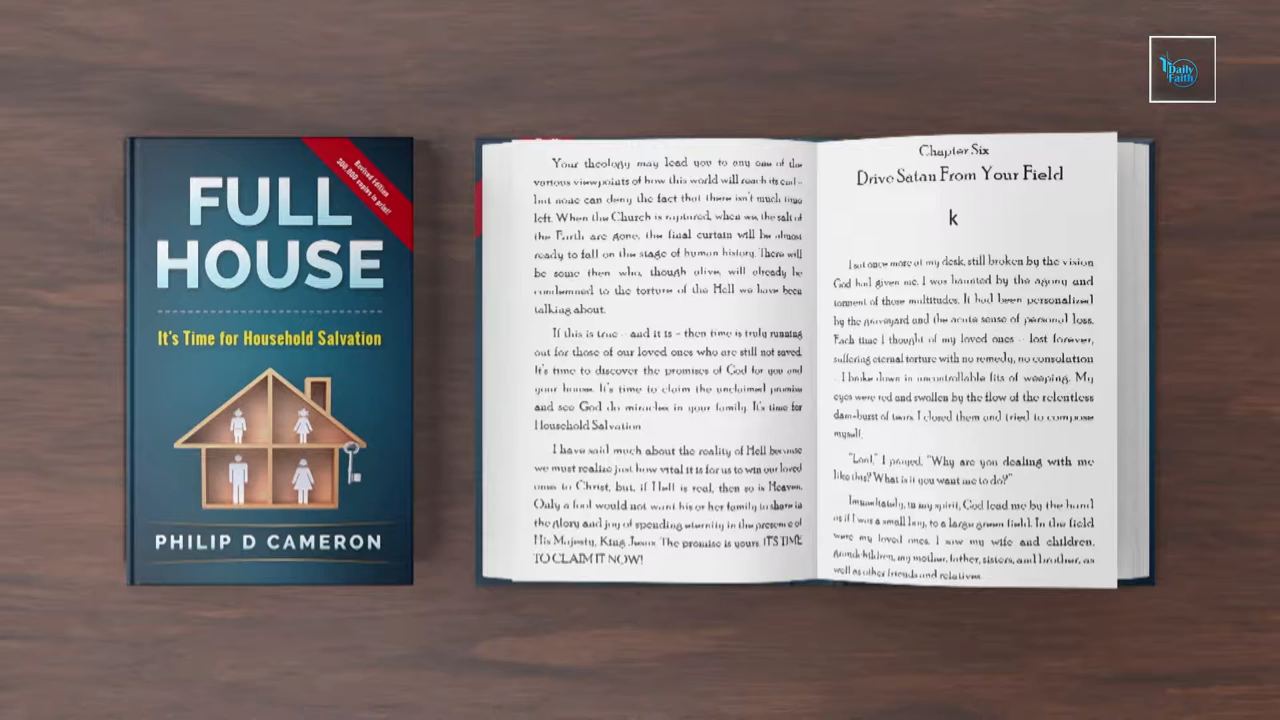 Daily
Faith
Revised Edition
300,000 copies in print!
FULL
HOUSE
It's Time for Household Salvation
PHILIP D CAMERON
Your theology may lead you to any one of the
various viewpoints of how this world will reach its end –
but none can deny the fact that there isn't much time
left. When the Church is raptured, when we, the salt of
the Earth are gone, the final curtain will be almost
ready to fall on the stage of human history. There will
be some then who, though alive, will already be
condemned to the torture of the Hell we have been
talking about.
If this is true – and it is – then time is truly running
out for those of our loved ones who are still not saved.
It's time to discover the promises of God for you and
your house. It's time to claim the unclaimed promise
and see God do miracles in your family. It's time for
Household Salvation
I have said much about the reality of Hell because
we must realize just how vital it is for us to win our loved
ones to Christ, but, if Hell is real, then so is Heaven.
Only a fool would not want his or her family to share in
the glory and joy of spending eternity in the presence of
His Majesty, King Jesus. The promise is yours. IT'S TIME
TO CLAIM IT NOW!
Chapter Six
Drive Satan From Your Field
k
I sat once more at my desk, still broken by the vision
God had given me. I was haunted by the agony and
torment of those multitudes. It had been personalized
by the graveyard and the acute sense of personal loss.
Each time I thought of my loved ones – lost forever,
suffering eternal torture with no remedy, no consolation
– I broke down in uncontrollable fits of weeping. My
eyes were red and swollen by the flow of the relentless
dam-burst of tears. I closed them and tried to compose
myself.
"Lord," I prayed, "Why are you dealing with me
like this? What is it you want me to do?"
Immediately, in my spirit, God lead me by the hand
as if I was a small boy, to a large green field. In the field
were my loved ones. I saw my wife and children,
grandchildren, my mother, father, sisters, and brother, as
well as other friends and relatives.